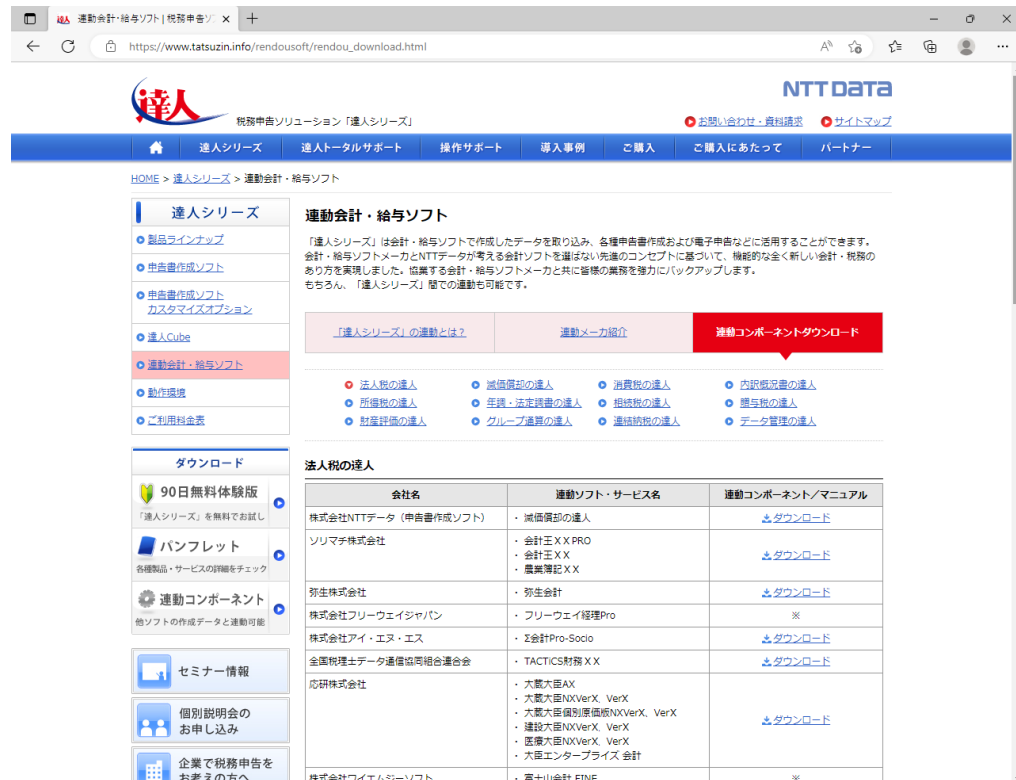 連動会計・給与ソフト | 税務申告ソ
https://www.tatsuzin.info/rendousoft/rendou_download.html
達人
税務申告ソリューション「達人シリーズ」
NTT DATA
お問い合わせ・資料請求 サイトマップ
達人シリーズ 達人トータルサポート 操作サポート 導入事例 ご購入 ご購入にあたって パートナー
HOME > 達人シリーズ > 連動会計・給与ソフト
達人シリーズ
製品ラインナップ
申告書作成ソフト
申告書作成ソフト
カスタマイズオプション
達人Cube
連動会計・給与ソフト
動作環境
ご利用料金表
ダウンロード
90日無料体験版
「達人シリーズ」を無料でお試し
パンフレット
各種製品・サービスの詳細をチェック
連動コンポーネント
他ソフトの作成データと連動可能
セミナー情報
個別説明会の
お申し込み
企業で税務申告を
お考えの方へ
連動会計・給与ソフト
「達人シリーズ」は会計・給与ソフトで作成したデータを取り込み、各種申告書作成および電子申告などに活用することができます。
会計・給与ソフトメーカとNTTデータが考える会計ソフトを選ばない先進のコンセプトに基づいて、機能的な全く新しい会計・税務の
あり方を実現しました。協業する会計・給与ソフトメーカと共に皆様の業務を強力にバックアップします。
もちろん、「達人シリーズ」間での連動も可能です。
「達人シリーズ」の連動とは？ 連動メーカ紹介 連動コンポーネントダウンロード
法人税の達人 減価償却の達人 消費税の達人 内訳概況書の達人
所得税の達人 年調・法定調書の達人 相続税の達人 贈与税の達人
財産評価の達人 グループ通算の達人 連結納税の達人 データ管理の達人
法人税の達人
会社名 連動ソフト・サービス名 連動コンポーネント／マニュアル
株式会社NTTデータ（申告書作成ソフト） ・ 減価償却の達人 ダウンロード
ソリマチ株式会社 ・ 会計王ＸＸPRO
・ 会計王ＸＸ ダウンロード
・ 農業簿記ＸＸ
弥生株式会社 ・ 弥生会計 ダウンロード
株式会社フリーウェイジャパン ・ フリーウェイ経理Pro ※
株式会社アイ・エヌ・エス ・ Σ会計Pro-Socio ダウンロード
全国税理士データ通信協同組合連合会 ・ TACTiCS財務ＸＸ ダウンロード
応研株式会社 ・ 大蔵大臣AX
・ 大蔵大臣NXVerX、VerX
・ 大蔵大臣個別原価版NXVerX、VerX
・ 建設大臣NXVerX、VerX ダウンロード
・ 医療大臣NXVerX、VerX
・ 大臣エンタープライズ 会計
株式会社ワイエムジーソフト ・ 富士山会計 FINE ※